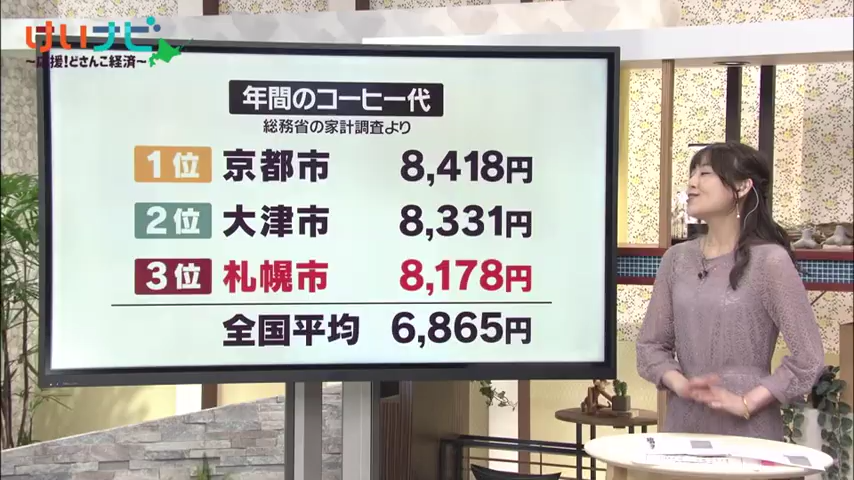 けいナビ
～応援！どさんこ経済～
年間のコーヒー代
総務省の家計調査より
1位 京都市 8,418円
2位 大津市 8,331円
3位 札幌市 8,178円
全国平均 6,865円